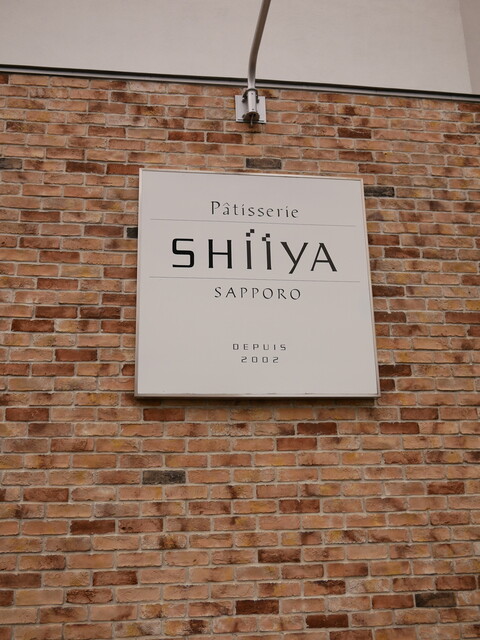 Pâtisserie
SHiiYA
SAPPORO
DEPUIS
2002